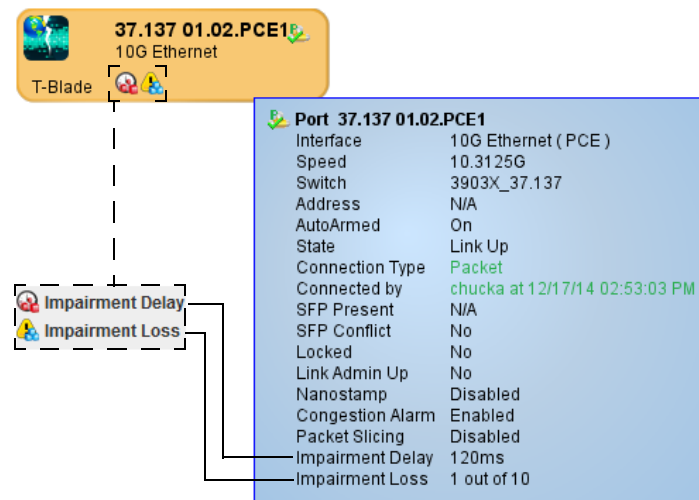 37.137 01.02.PCE1
10G Ethernet
T-Blade
Port 37.137 01.02.PCE1
Interface 10G Ethernet ( PCE )
Speed 10.3125G
Switch 3903X_37.137
Address N/A
AutoArmed On
State Link Up
Connection Type Packet
Connected by chucka at 12/17/14 02:53:03 PM
SFP Present N/A
SFP Conflict No
Locked No
Link Admin Up No
Nanostamp Disabled
Congestion Alarm Enabled
Packet Slicing Disabled
Impairment Delay 120ms
Impairment Loss 1 out of 10
Impairment Delay
Impairment Loss